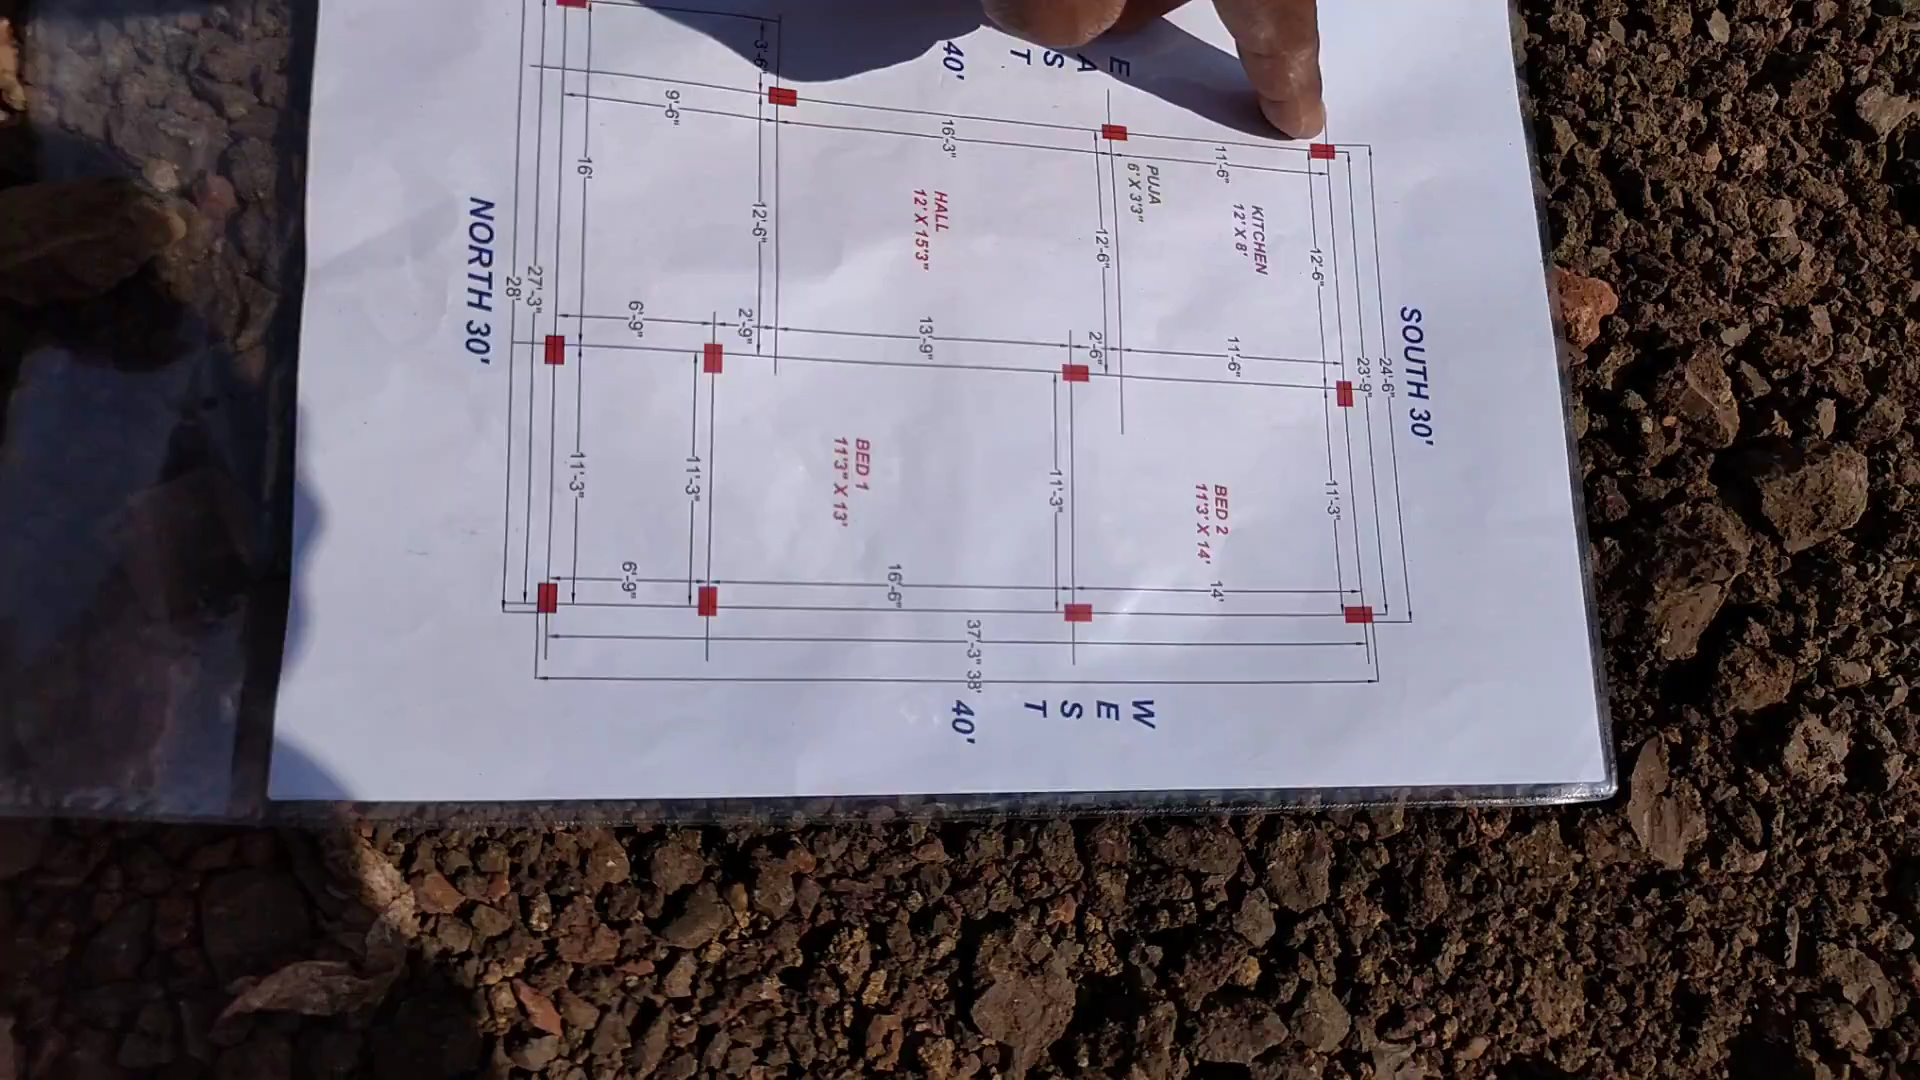 EAST
40'
3'-6"
9'-6"
16'-3"
11'-6"
16'
12'-6"
HALL
12' X 15'3"
12'-6"
PUJA
6' X 3'3"
KITCHEN
12' X 8'
12'-6"
NORTH 30'
28'
27'-3"
6'-9"
2'-9"
13'-9"
2'-6"
11'-6"
23'-9"
24'-6"
SOUTH 30'
11'-3"
11'-3"
BED 1
11'3" X 13'
11'-3"
BED 2
11'3' X 14'
11'-3"
6'-9"
16'-6"
14'
37'-3"
38'
40'
WEST